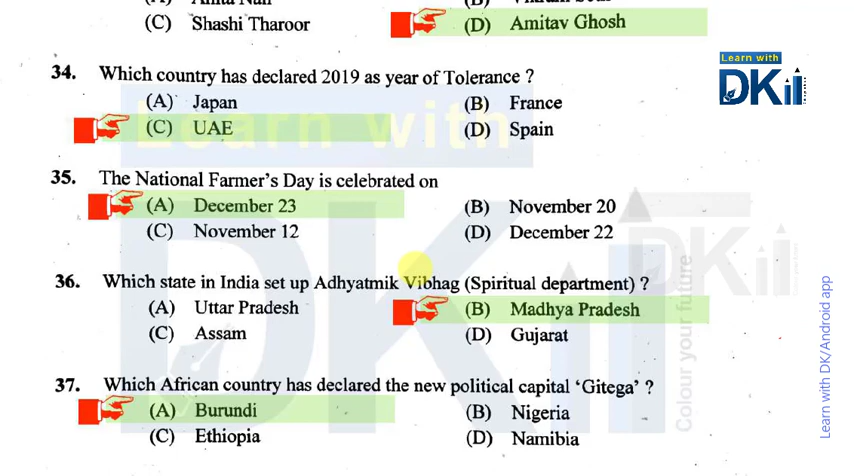 (C) Shashi Tharoor (D) Amitav Ghosh
Learn with
DK
34. Which country has declared 2019 as year of Tolerance ?
(A) Japan (B) France
(C) UAE (D) Spain
Learn with
35. The National Farmer's Day is celebrated on
(A) December 23 (B) November 20
(C) November 12 (D) December 22
36. Which state in India set up Adhyatmik Vibhag (Spiritual department) ?
(A) Uttar Pradesh (B) Madhya Pradesh
(C) Assam (D) Gujarat
37. Which African country has declared the new political capital ‘Gitega’ ?
(A) Burundi (B) Nigeria
(C) Ethiopia (D) Namibia
DK
DK
Colour your future
Learn with DK/Android app